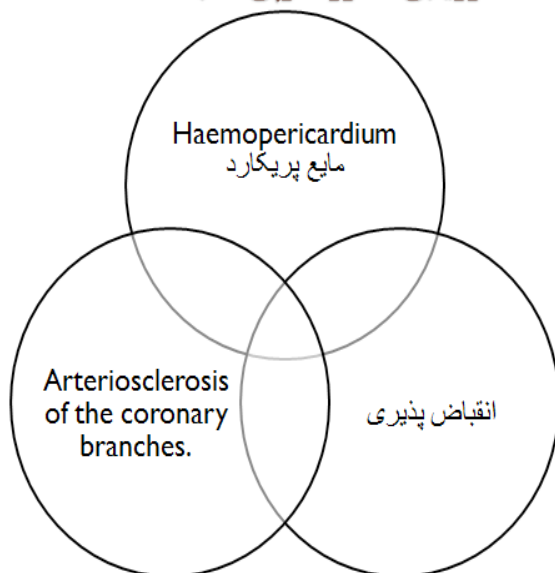 Haemopericardium
مایع پریکارد
Arteriosclerosis
of the coronary
branches.
انقباض پذیری